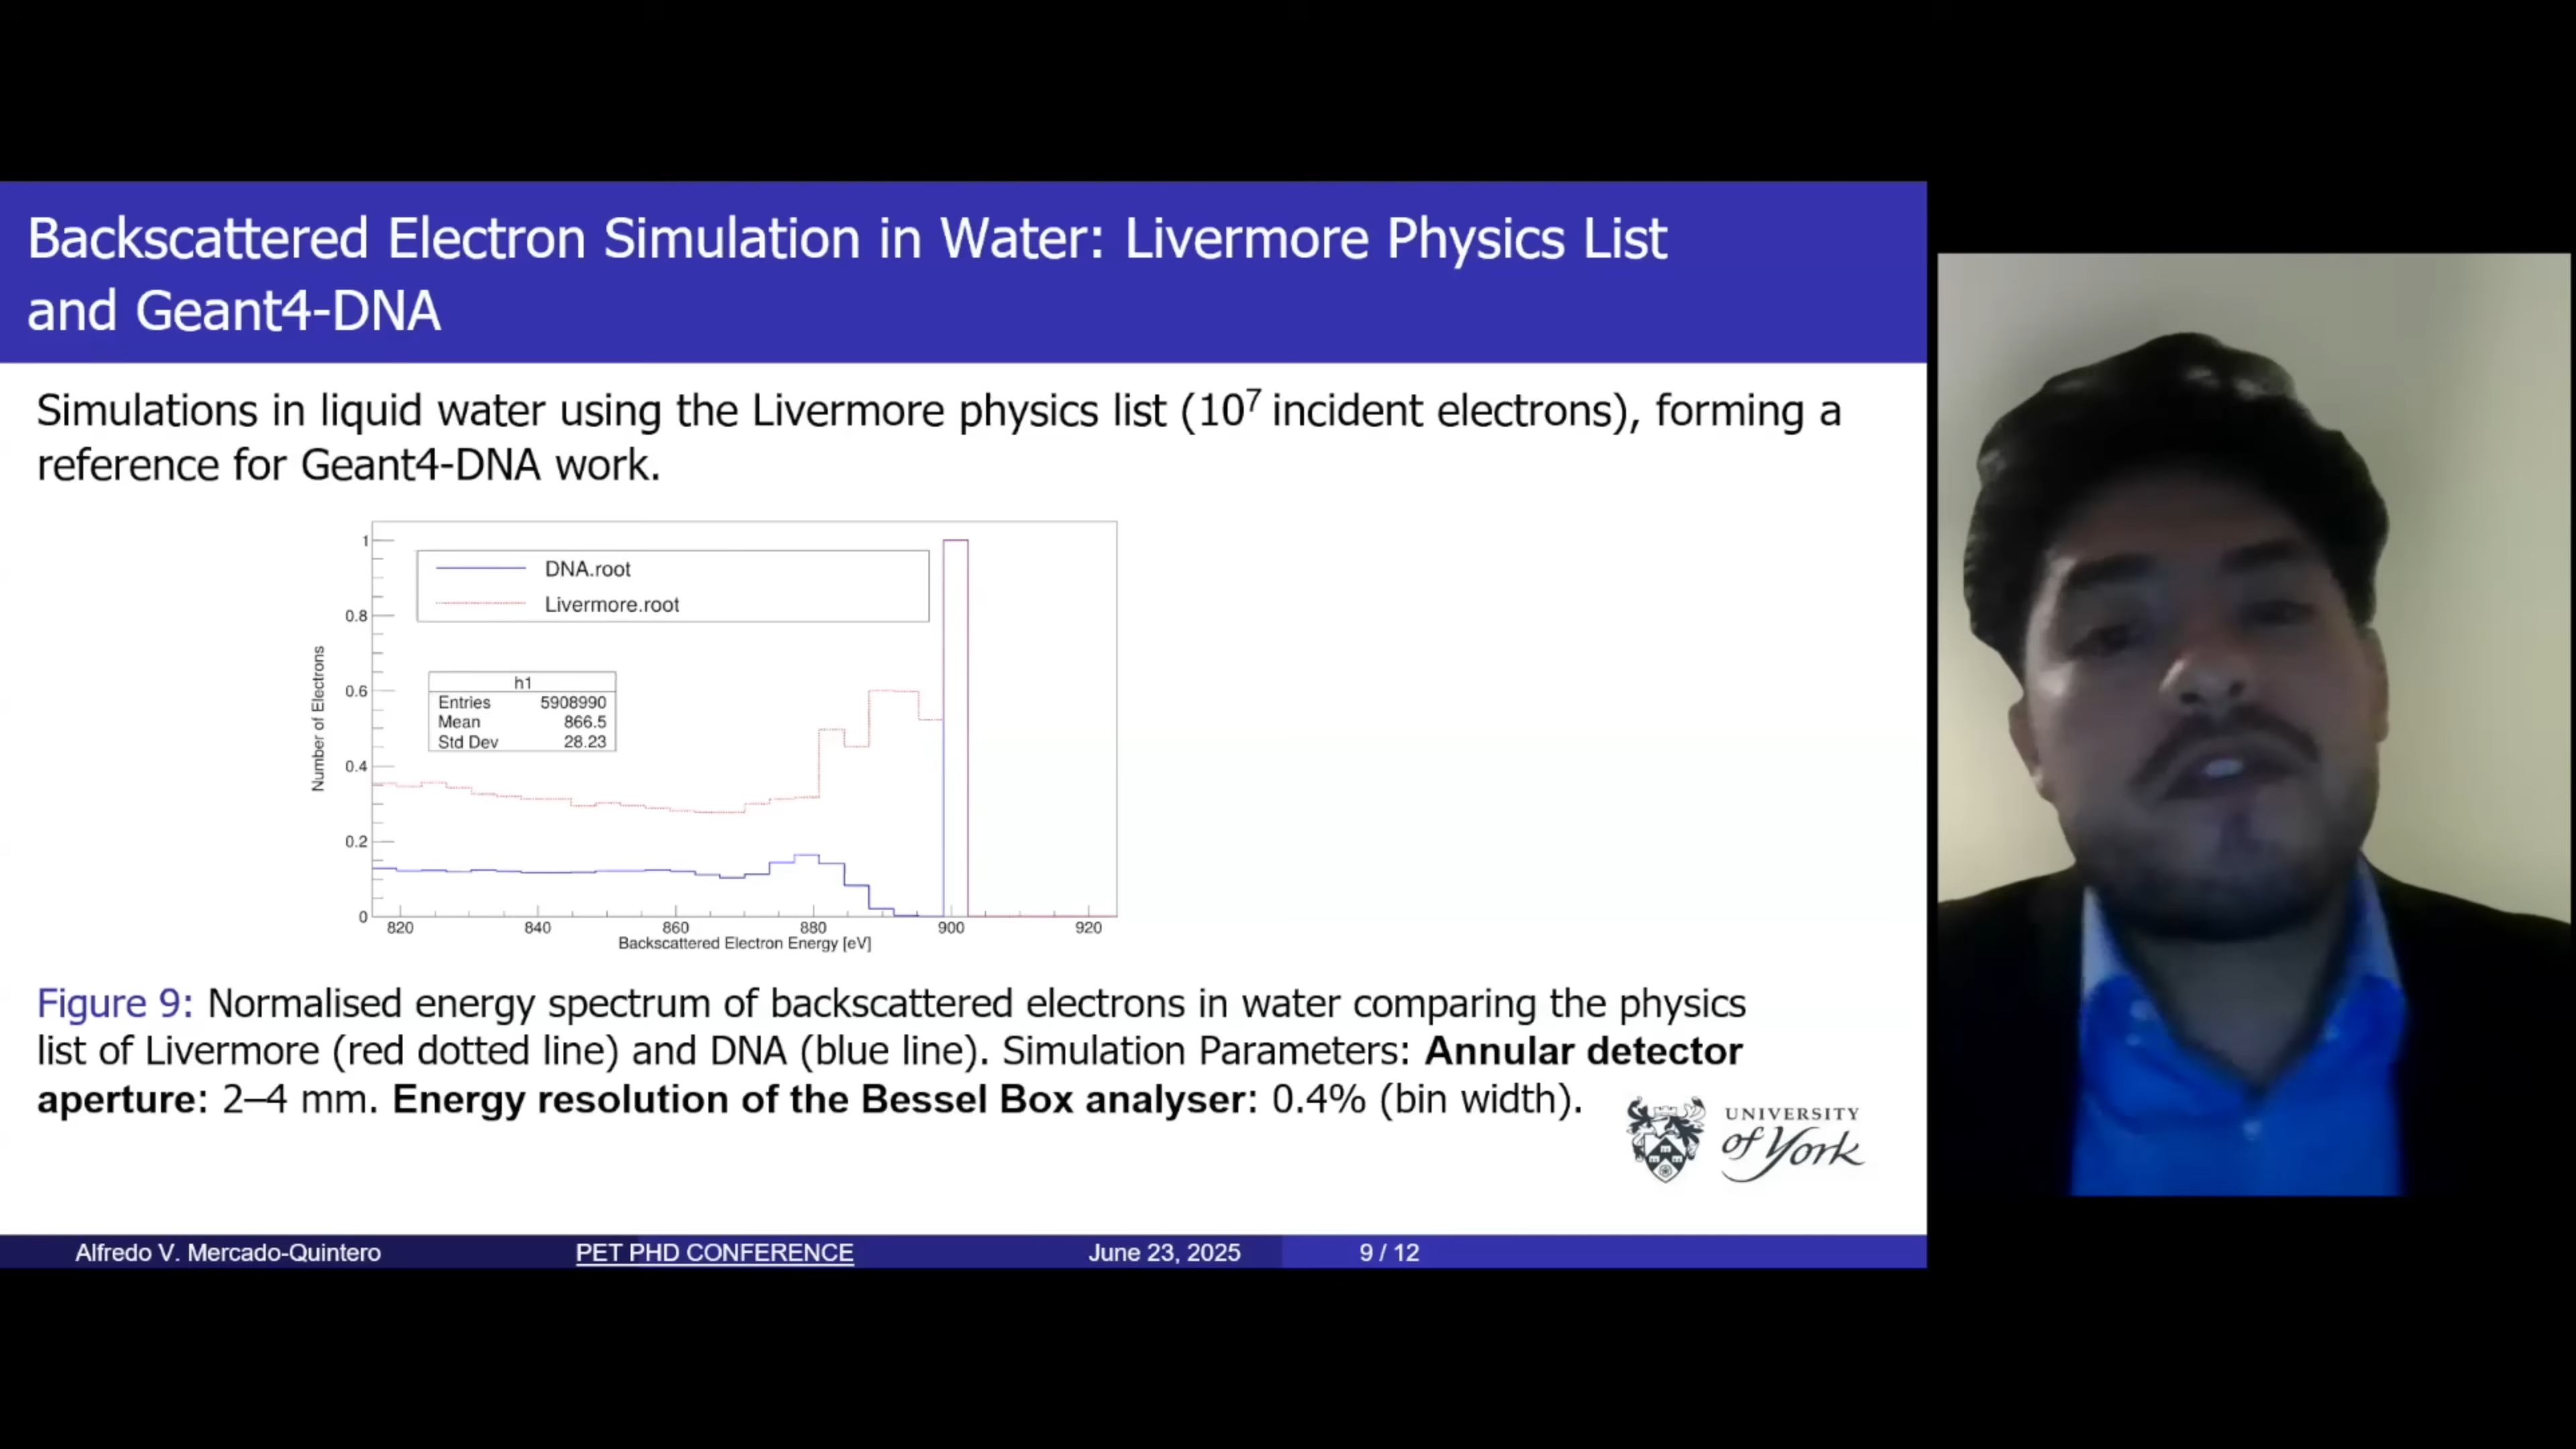 Backscattered Electron Simulation in Water: Livermore Physics List
and Geant4-DNA
Simulations in liquid water using the Livermore physics list (10⁷ incident electrons), forming a
reference for Geant4-DNA work.
DNA.root
Livermore.root
h1
Entries 5908990
Mean 866.5
Std Dev 28.23
Number of Electrons
1
0.8
0.6
0.4
0.2
0
820 840 860 880 900 920
Backscattered Electron Energy [eV]
Figure 9: Normalised energy spectrum of backscattered electrons in water comparing the physics
list of Livermore (red dotted line) and DNA (blue line). Simulation Parameters: Annular detector
aperture: 2–4 mm. Energy resolution of the Bessel Box analyser: 0.4% (bin width).
UNIVERSITY
of York
Alfredo V. Mercado-Quintero PET PHD CONFERENCE June 23, 2025 9 / 12